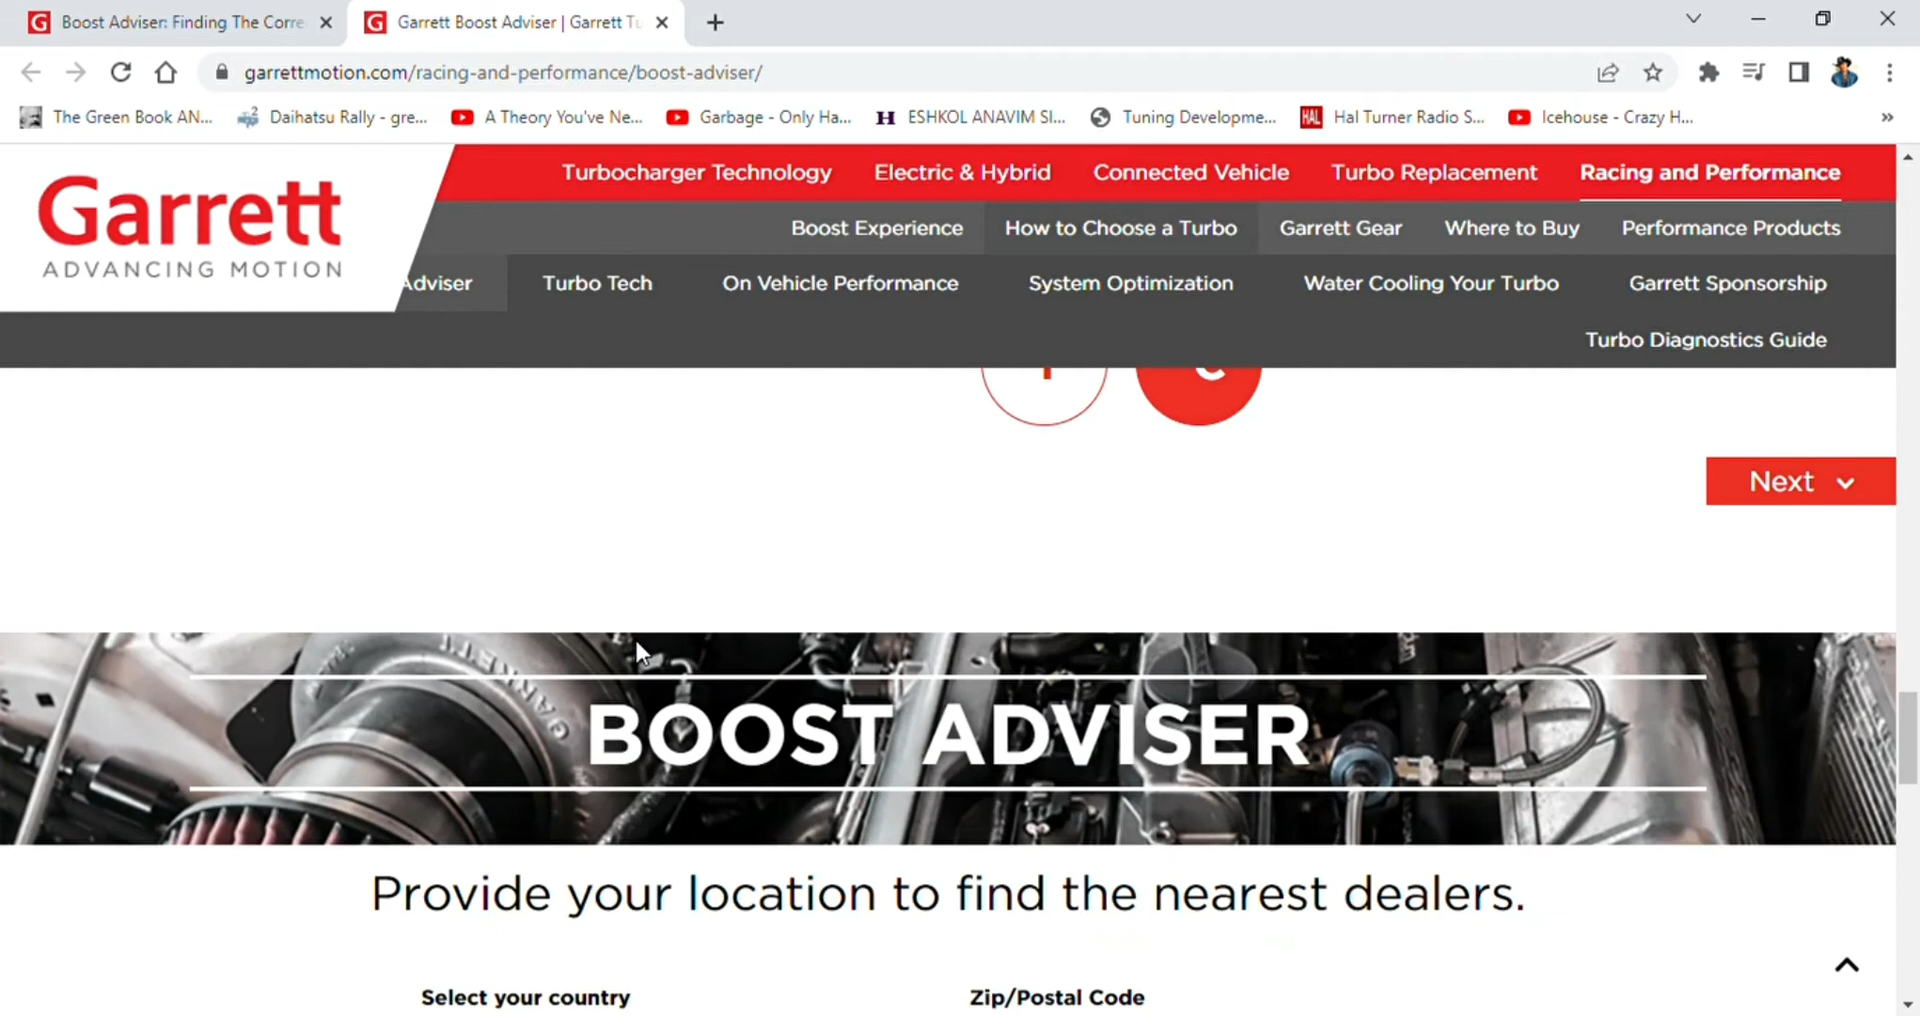 Boost Adviser: Finding The Corre
Garrett Boost Adviser | Garrett Tu
garrettmotion.com/racing-and-performance/boost-adviser/
The Green Book AN...
Daihatsu Rally - gre...
A Theory You've Ne...
Garbage - Only Ha...
ESHKOL ANAVIM SI...
Tuning Developme...
HAL
Hal Turner Radio S...
Icehouse - Crazy H...
Garrett
ADVANCING MOTION
Turbocharger Technology
Electric & Hybrid
Connected Vehicle
Turbo Replacement
Racing and Performance
Boost Experience
How to Choose a Turbo
Garrett Gear
Where to Buy
Performance Products
Adviser
Turbo Tech
On Vehicle Performance
System Optimization
Water Cooling Your Turbo
Garrett Sponsorship
Turbo Diagnostics Guide
Next
GARRETT
BOOST ADVISER
Provide your location to find the nearest dealers.
Select your country
Zip/Postal Code